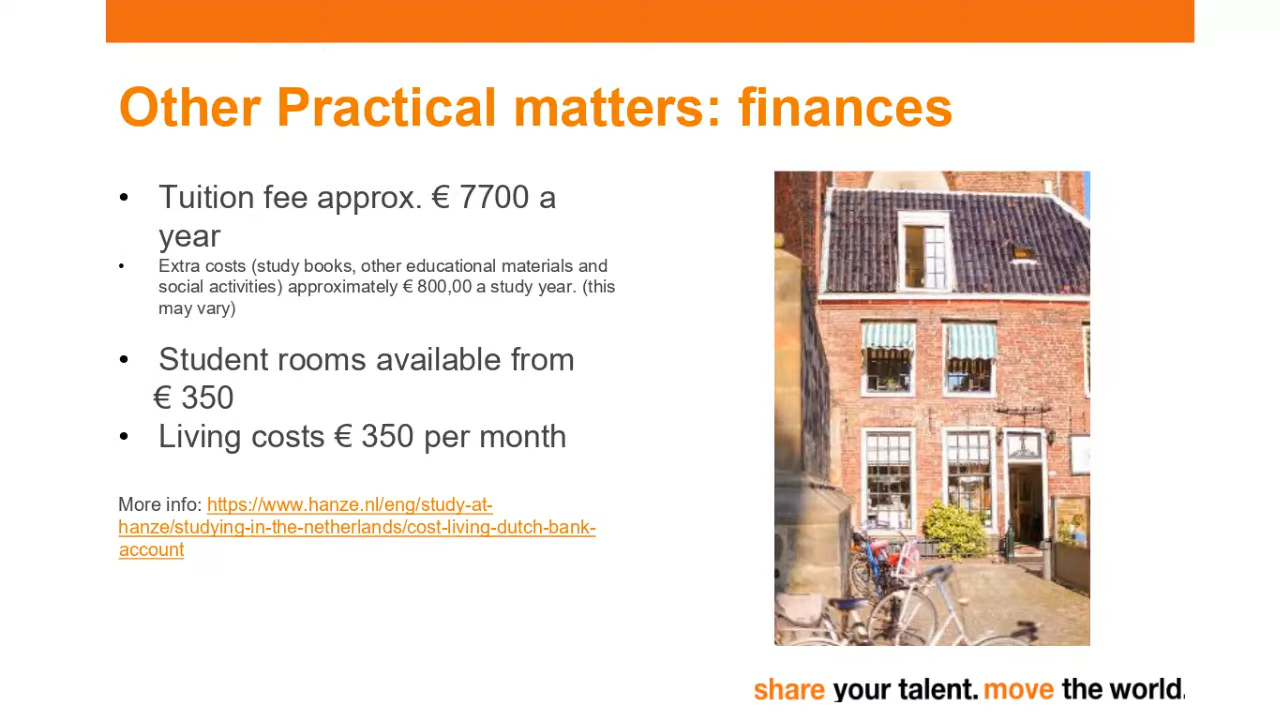 Other Practical matters: finances
• Tuition fee approx. € 7700 a
year
• Extra costs (study books, other educational materials and
social activities) approximately € 800,00 a study year. (this
may vary)
• Student rooms available from
€ 350
• Living costs € 350 per month
More info: https://www.hanze.nl/eng/study-at-
hanze/studying-in-the-netherlands/cost-living-dutch-bank-
account
share your talent. move the world.